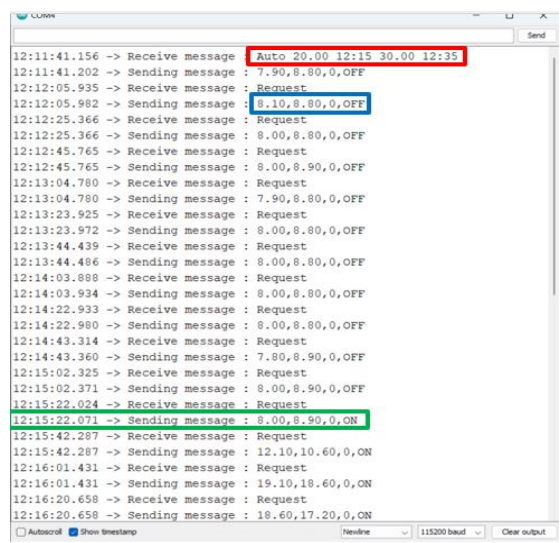 COM4
Send
12:11:41.156 -> Receive message : Auto 20.00 12:15 30.00 12:35
12:11:41.202 -> Sending message : 7.90,8.80,0,OFF
12:12:05.935 -> Receive message : Request
12:12:05.982 -> Sending message : 8.10,8.80,0,OFF
12:12:25.366 -> Receive message : Request
12:12:25.366 -> Sending message : 8.00,8.80,0,OFF
12:12:45.765 -> Receive message : Request
12:12:45.765 -> Sending message : 8.00,8.90,0,OFF
12:13:04.780 -> Receive message : Request
12:13:04.780 -> Sending message : 7.90,8.80,0,OFF
12:13:23.925 -> Receive message : Request
12:13:23.972 -> Sending message : 8.00,8.80,0,OFF
12:13:44.439 -> Receive message : Request
12:13:44.486 -> Sending message : 8.00,8.80,0,OFF
12:14:03.888 -> Receive message : Request
12:14:03.934 -> Sending message : 8.00,8.80,0,OFF
12:14:22.933 -> Receive message : Request
12:14:22.980 -> Sending message : 8.00,8.80,0,OFF
12:14:43.314 -> Receive message : Request
12:14:43.360 -> Sending message : 7.80,8.90,0,OFF
12:15:02.325 -> Receive message : Request
12:15:02.371 -> Sending message : 8.00,8.90,0,OFF
12:15:22.024 -> Receive message : Request
12:15:22.071 -> Sending message : 8.00,8.90,0,ON
12:15:42.287 -> Receive message : Request
12:15:42.287 -> Sending message : 12.10,10.60,0,ON
12:16:01.431 -> Receive message : Request
12:16:01.431 -> Sending message : 19.10,18.60,0,ON
12:16:20.658 -> Receive message : Request
12:16:20.658 -> Sending message : 18.60,17.20,0,ON
Autoscroll Show timestamp Newline 115200 baud Clear output